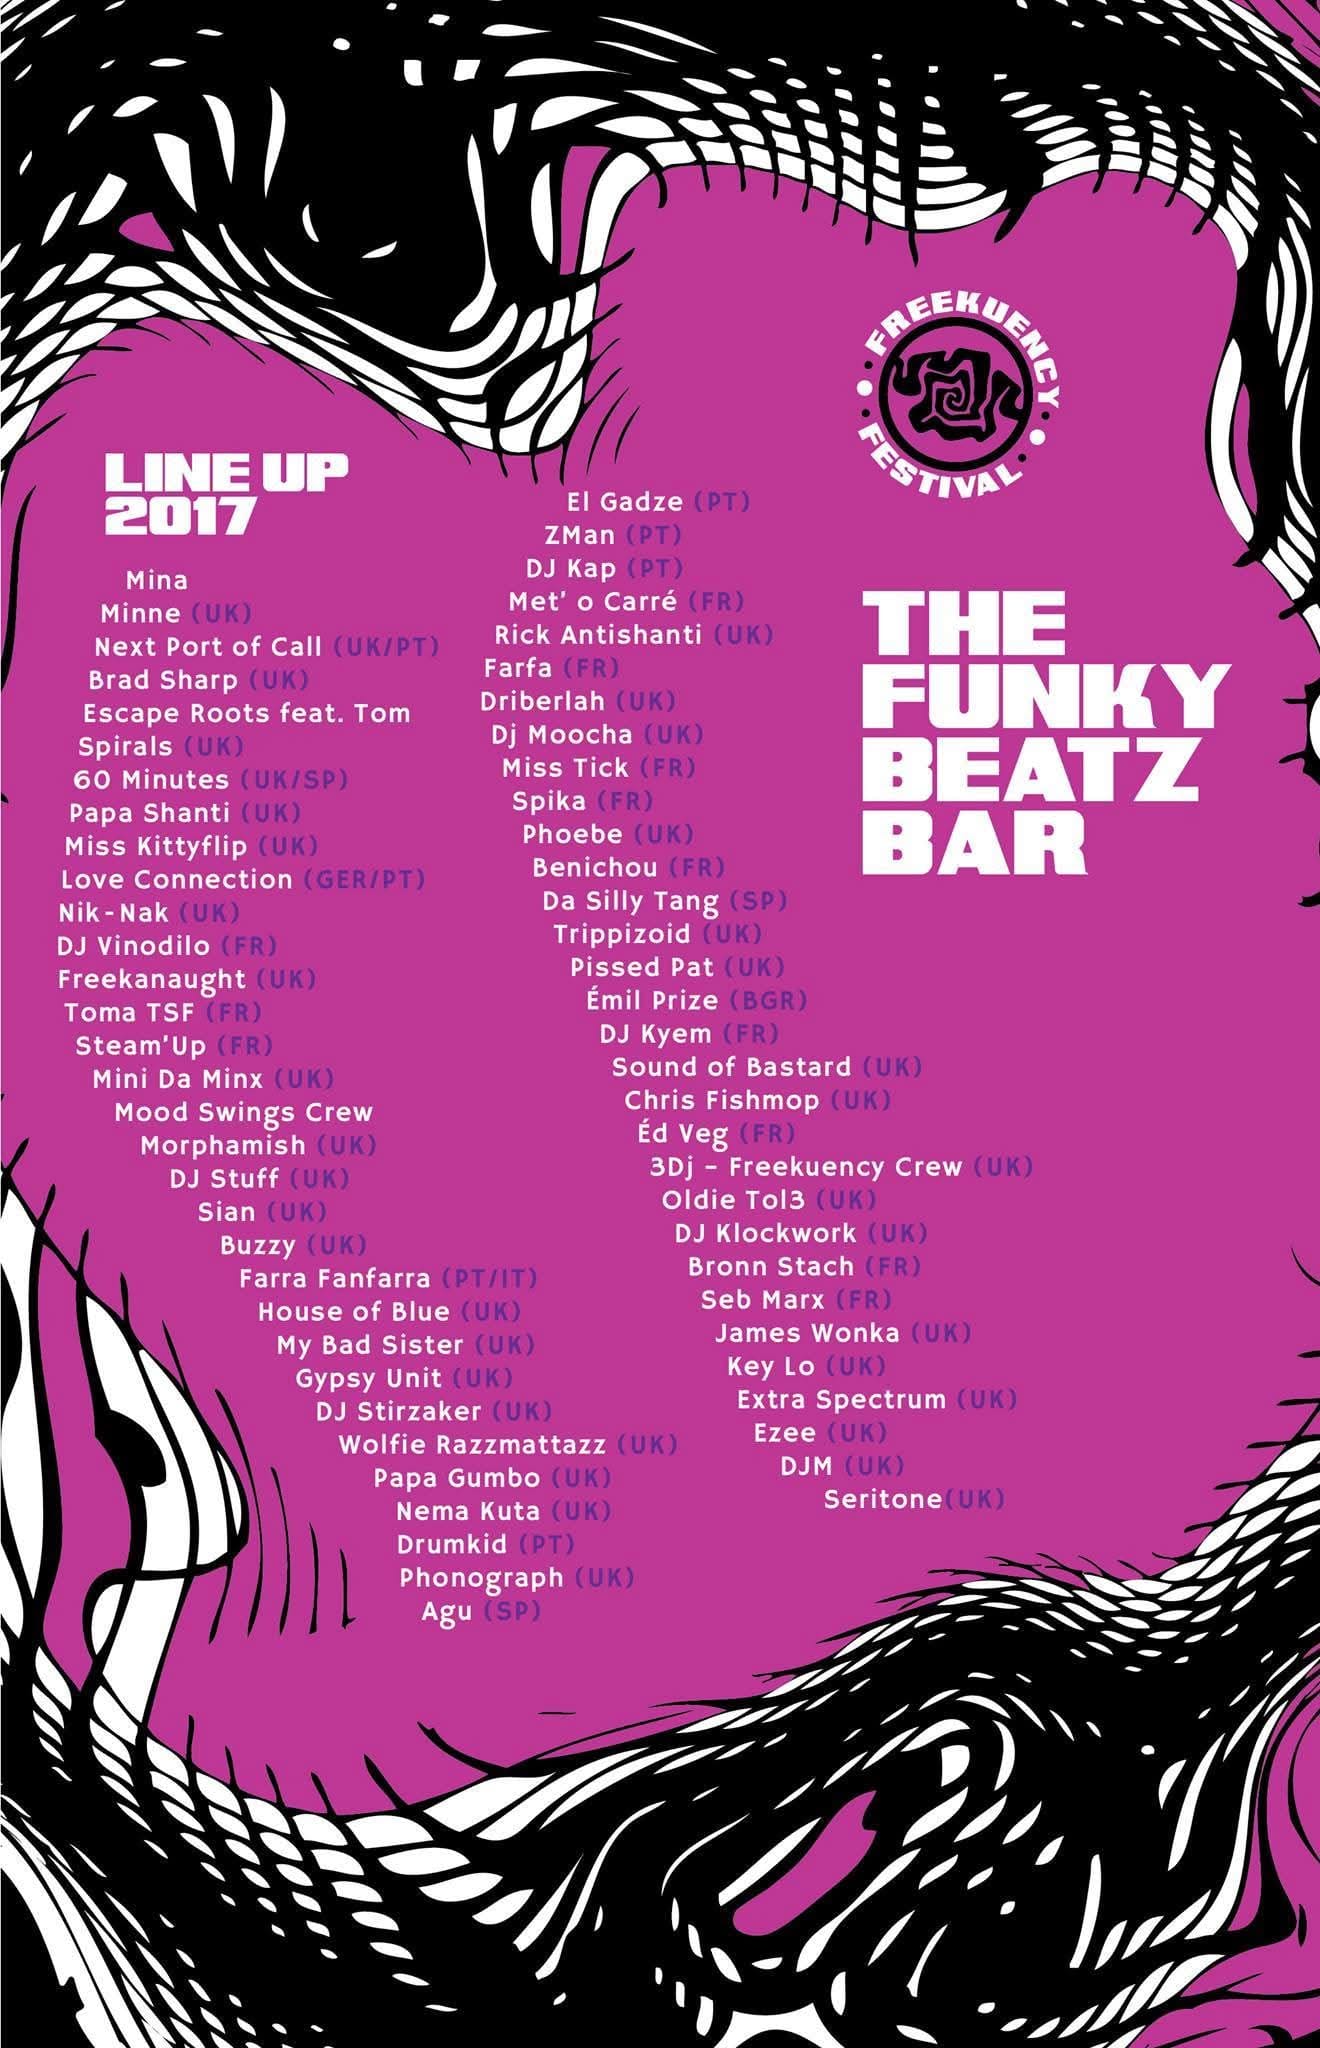 FREEKUENCY
FESTIVAL
LINE UP
2017
Mina
Minne (UK)
Next Port of Call (UK/PT)
Brad Sharp (UK)
Escape Roots feat. Tom
Spirals (UK)
60 Minutes (UK/SP)
Papa Shanti (UK)
Miss Kittyflip (UK)
Love Connection (GER/PT)
Nik-Nak (UK)
DJ Vinodilo (FR)
Freekanaught (UK)
Toma TSF (FR)
Steam'Up (FR)
Mini Da Minx (UK)
Mood Swings Crew
Morphamish (UK)
DJ Stuff (UK)
Sian (UK)
Buzzy (UK)
Farra Fanfarra (PT/IT)
House of Blue (UK)
My Bad Sister (UK)
Gypsy Unit (UK)
DJ Stirzaker (UK)
Wolfie Razzmattazz (UK)
Papa Gumbo (UK)
Nema Kuta (UK)
Drumkid (PT)
Phonograph (UK)
Agu (SP)
El Gadze (PT)
ZMan (PT)
DJ Kap (PT)
Met' o Carré (FR)
Rick Antishanti (UK)
Farfa (FR)
Driberlah (UK)
Dj Moocha (UK)
Miss Tick (FR)
Spika (FR)
Phoebe (UK)
Benichou (FR)
Da Silly Tang (SP)
Trippizoid (UK)
Pissed Pat (UK)
Émil Prize (BGR)
DJ Kyem (FR)
Sound of Bastard (UK)
Chris Fishmop (UK)
Éd Veg (FR)
3Dj - Freekuency Crew (UK)
Oldie Tol3 (UK)
DJ Klockwork (UK)
Bronn Stach (FR)
Seb Marx (FR)
James Wonka (UK)
Key Lo (UK)
Extra Spectrum (UK)
Ezee (UK)
DJM (UK)
Seritone(UK)
THE
FUNKY
BEATZ
BAR